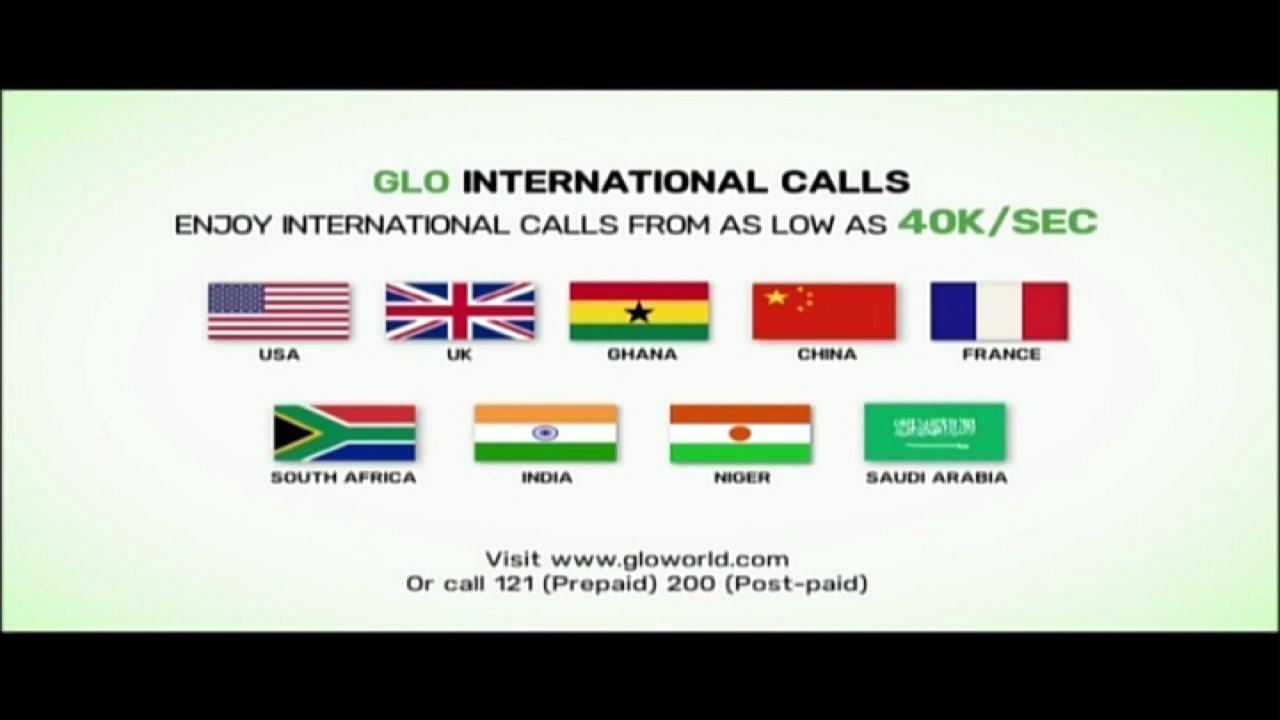 GLO INTERNATIONAL CALLS
ENJOY INTERNATIONAL CALLS FROM AS LOW AS 40K/SEC
USA UK GHANA CHINA FRANCE
SOUTH AFRICA INDIA NIGER SAUDI ARABIA
Visit www.gloworld.com
Or call 121 (Prepaid) 200 (Post-paid)